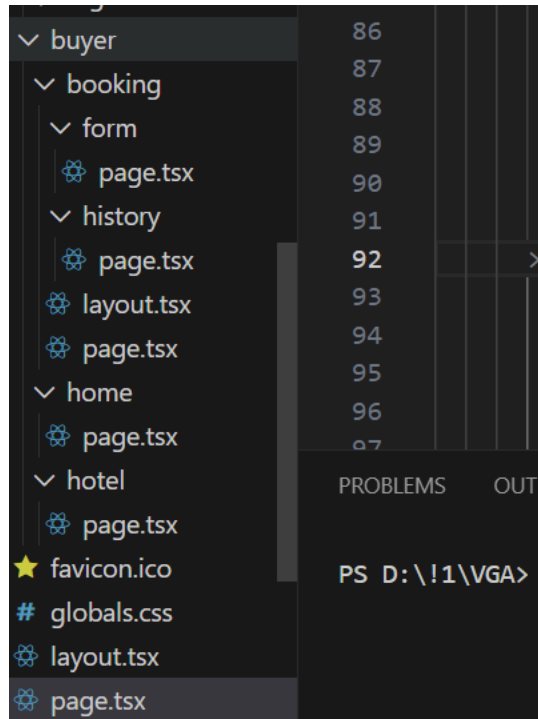 buyer
booking
form
page.tsx
history
page.tsx
layout.tsx
page.tsx
home
page.tsx
hotel
page.tsx
favicon.ico
# globals.css
layout.tsx
page.tsx
86
87
88
89
90
91
92
93
94
95
96
97
PROBLEMS OUT
PS D:\!1\VGA>